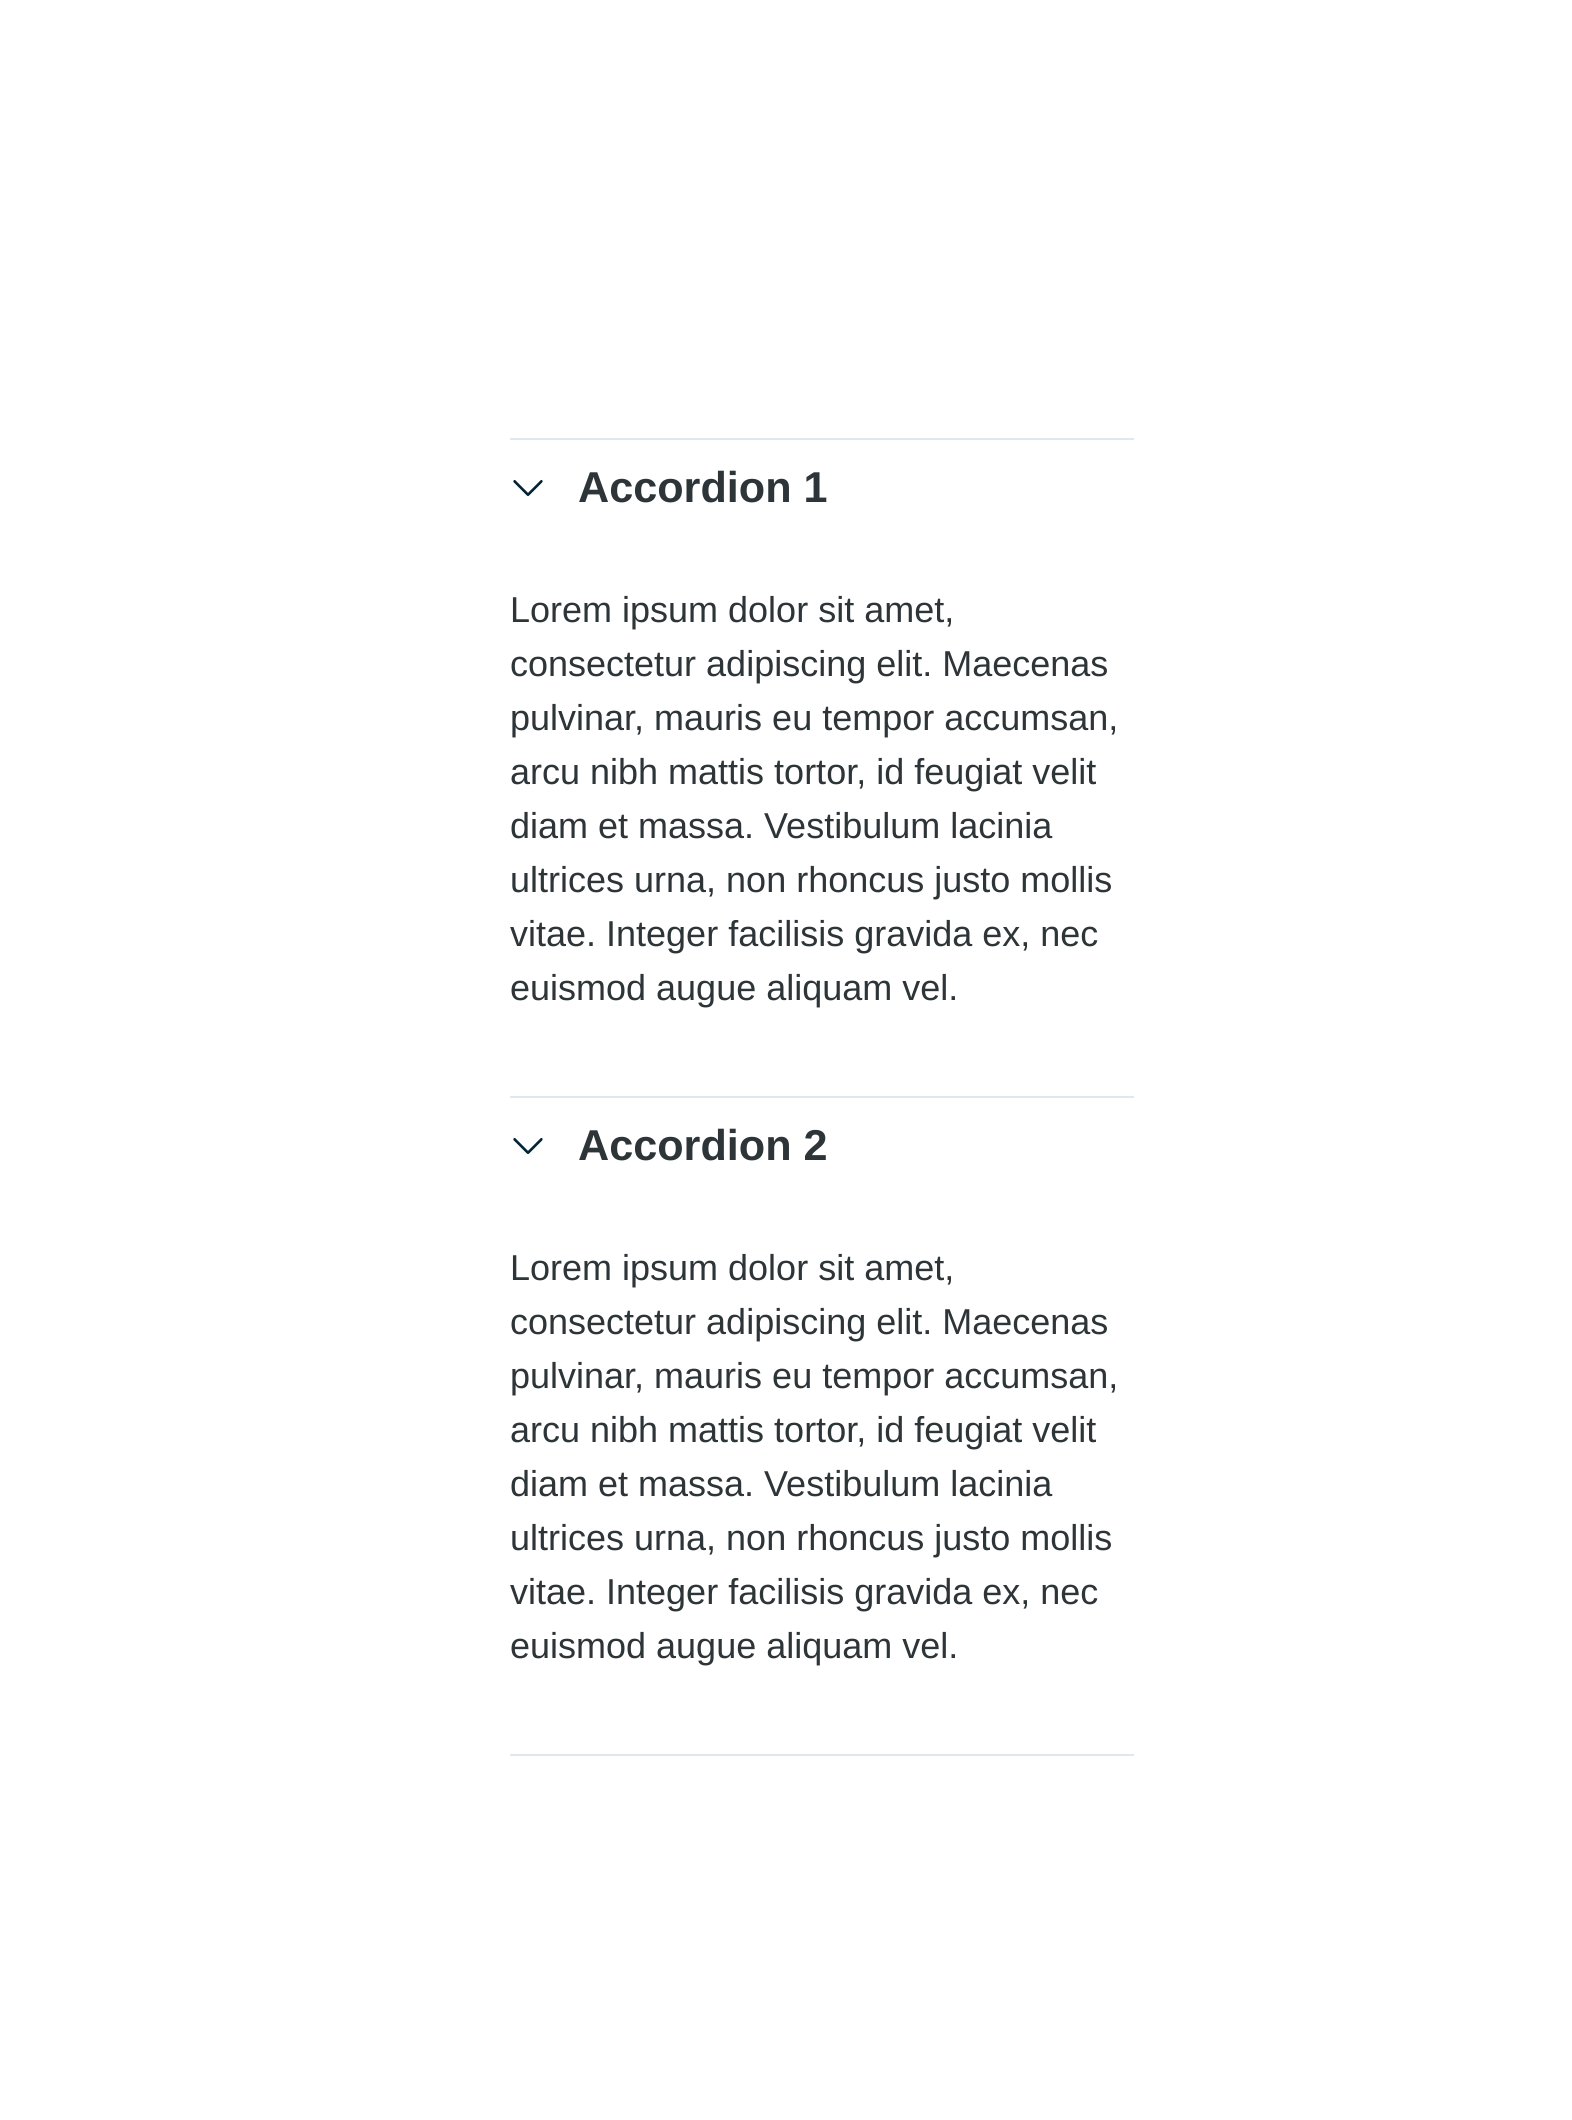 Accordion 1
Lorem ipsum dolor sit amet,
consectetur adipiscing elit. Maecenas
pulvinar, mauris eu tempor accumsan,
arcu nibh mattis tortor, id feugiat velit
diam et massa. Vestibulum lacinia
ultrices urna, non rhoncus justo mollis
vitae. Integer facilisis gravida ex, nec
euismod augue aliquam vel.
Accordion 2
Lorem ipsum dolor sit amet,
consectetur adipiscing elit. Maecenas
pulvinar, mauris eu tempor accumsan,
arcu nibh mattis tortor, id feugiat velit
diam et massa. Vestibulum lacinia
ultrices urna, non rhoncus justo mollis
vitae. Integer facilisis gravida ex, nec
euismod augue aliquam vel.